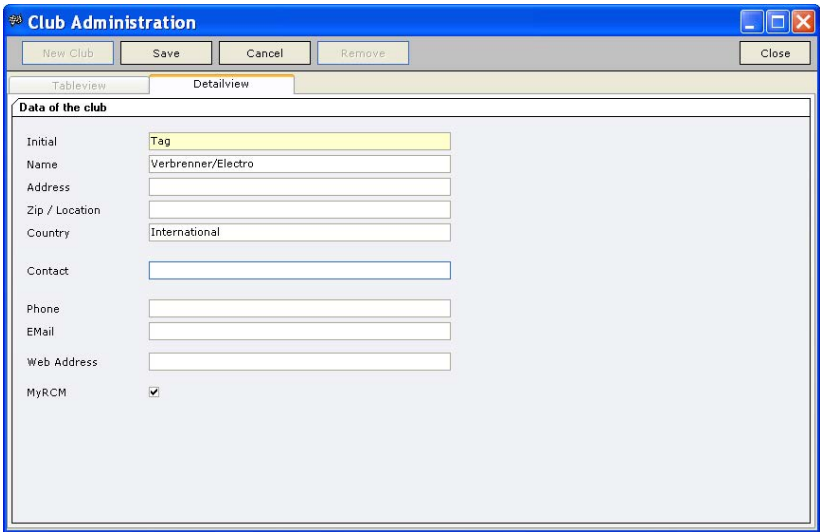 Club Administration
New Club Save Cancel Remove Close
Tableview Detailview
Data of the club
Initial Tag
Name Verbrenner/Electro
Address
Zip / Location
Country International
Contact
Phone
EMail
Web Address
MyRCM